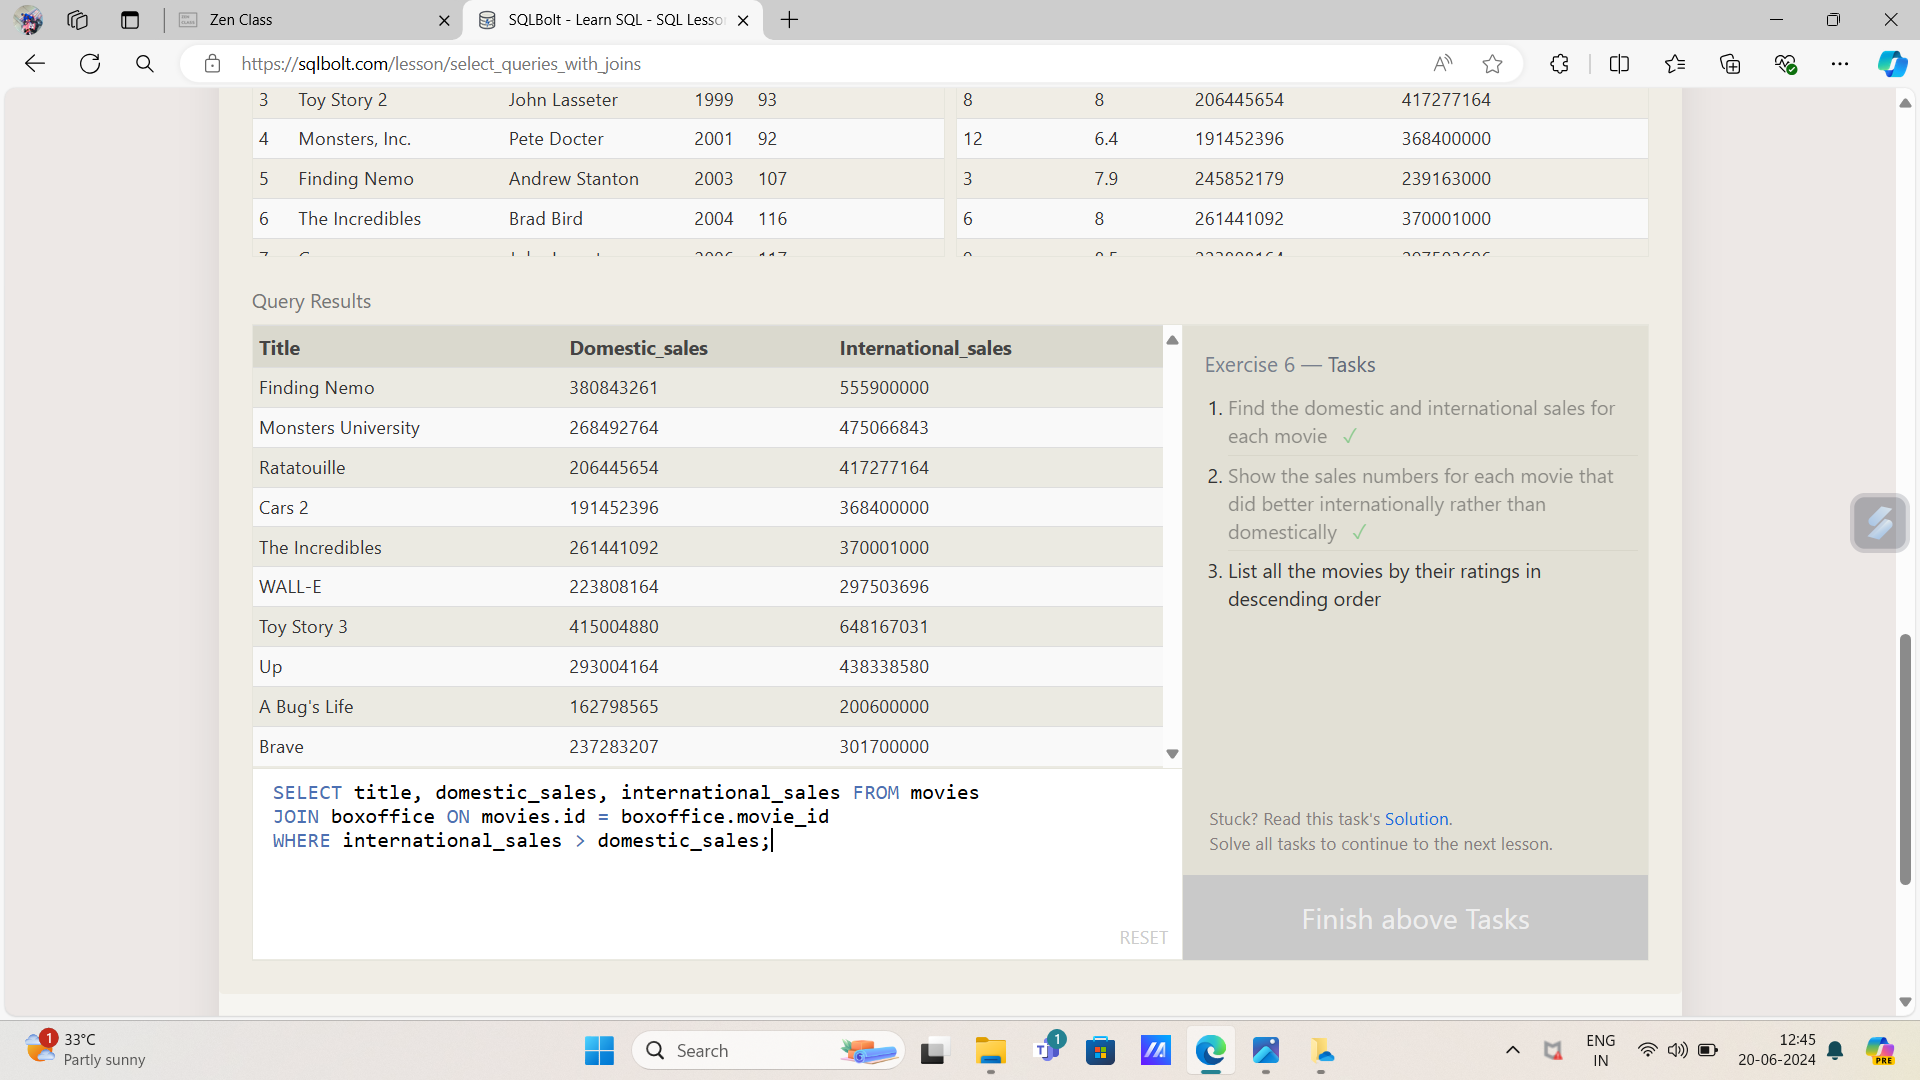 Zen Class
SQLBolt - Learn SQL - SQL Lesso
https://sqlbolt.com/lesson/select_queries_with_joins
3 Toy Story 2 John Lasseter 1999 93 8 8 206445654 417277164
4 Monsters, Inc. Pete Docter 2001 92 12 6.4 191452396 368400000
5 Finding Nemo Andrew Stanton 2003 107 3 7.9 245852179 239163000
6 The Incredibles Brad Bird 2004 116 6 8 261441092 370001000
Query Results
Title Domestic_sales International_sales
Finding Nemo 380843261 555900000
Monsters University 268492764 475066843
Ratatouille 206445654 417277164
Cars 2 191452396 368400000
The Incredibles 261441092 370001000
WALL-E 223808164 297503696
Toy Story 3 415004880 648167031
Up 293004164 438338580
A Bug's Life 162798565 200600000
Brave 237283207 301700000
SELECT title, domestic_sales, international_sales FROM movies
JOIN boxoffice ON movies.id = boxoffice.movie_id
WHERE international_sales > domestic_sales;
RESET
Exercise 6 — Tasks
1. Find the domestic and international sales for
each movie ✓
2. Show the sales numbers for each movie that
did better internationally rather than
domestically ✓
3. List all the movies by their ratings in
descending order
Stuck? Read this task's Solution.
Solve all tasks to continue to the next lesson.
Finish above Tasks
1
33°C
Partly sunny
Search
1
ENG
IN
12:45
20-06-2024
PRE